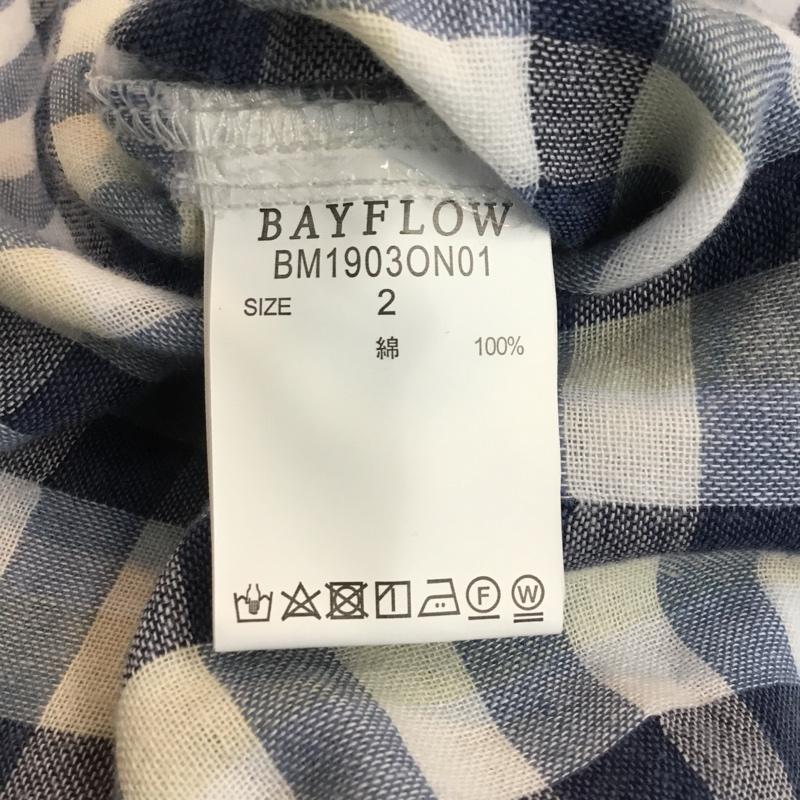 BAYFLOW
BM1903ON01
SIZE 2
綿 100%
F W